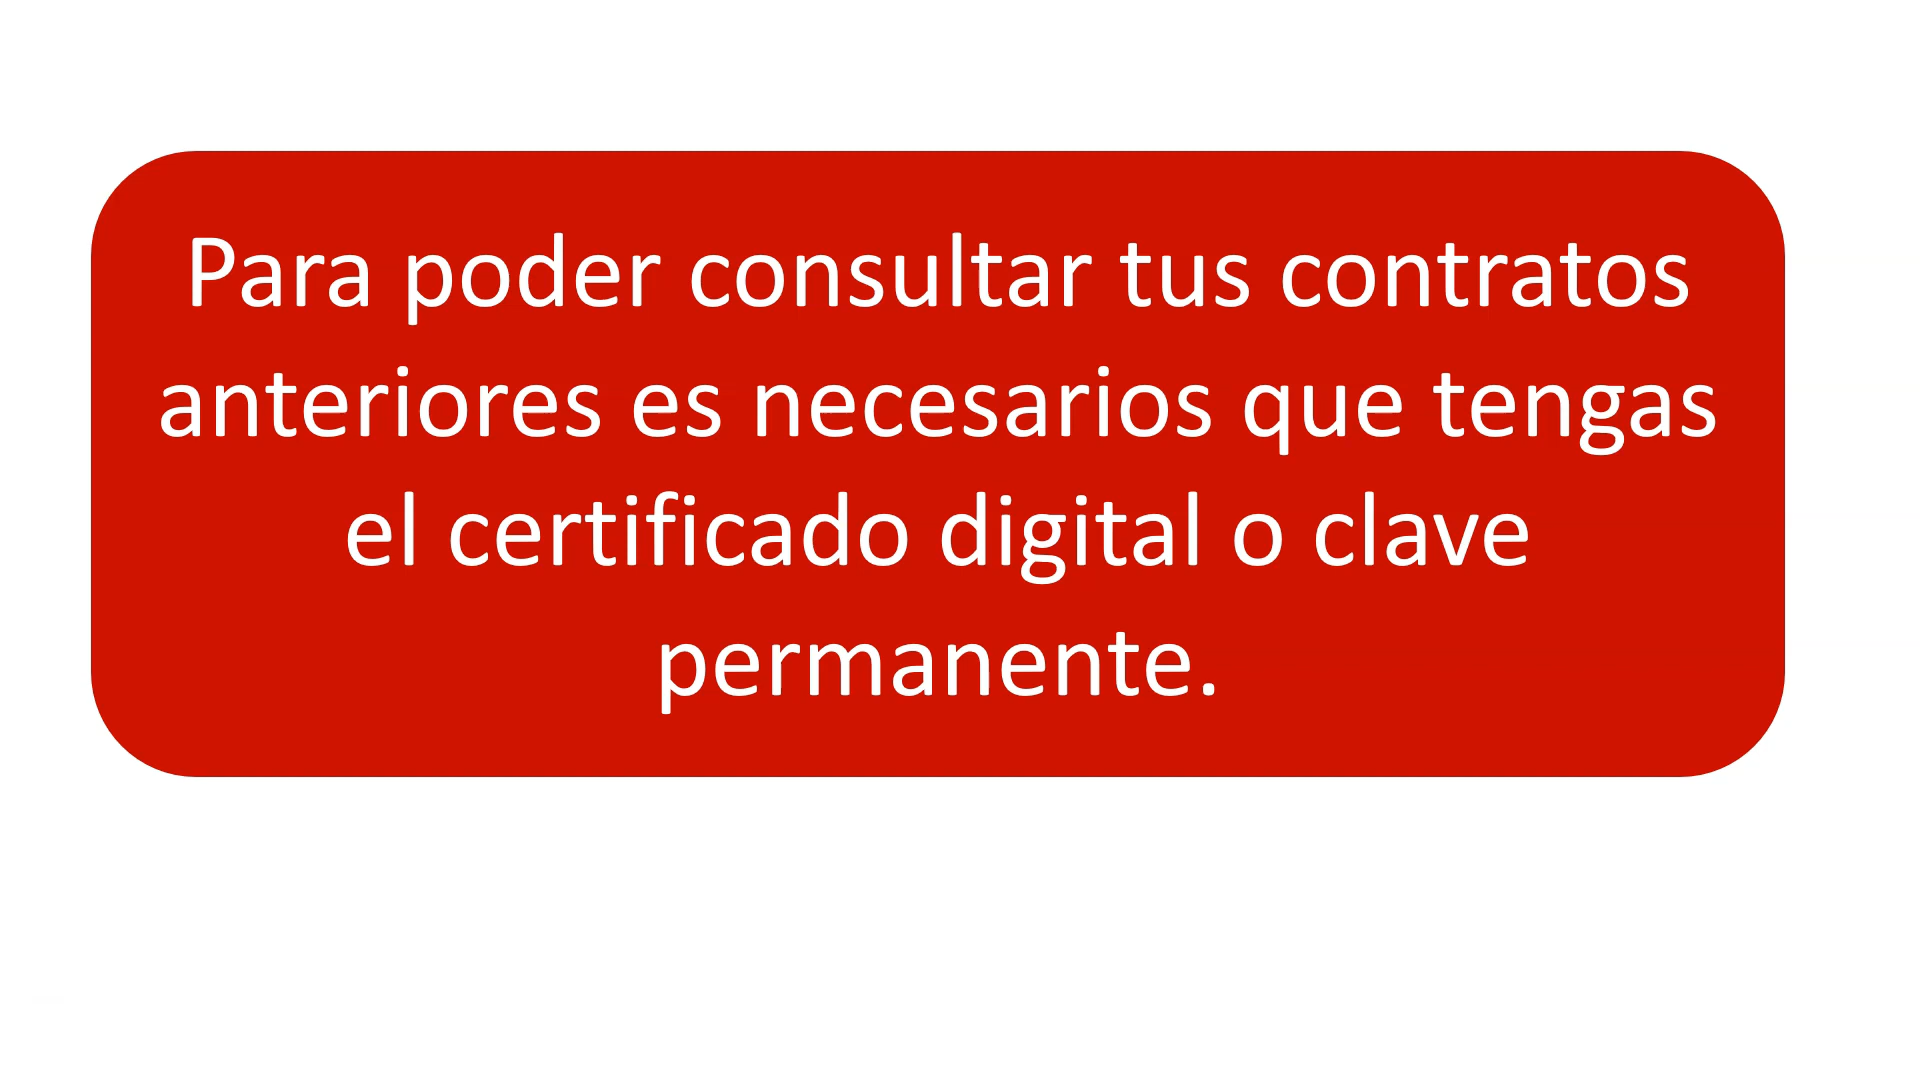 Para poder consultar tus contratos
anteriores es necesarios que tengas
el certificado digital o clave
permanente.